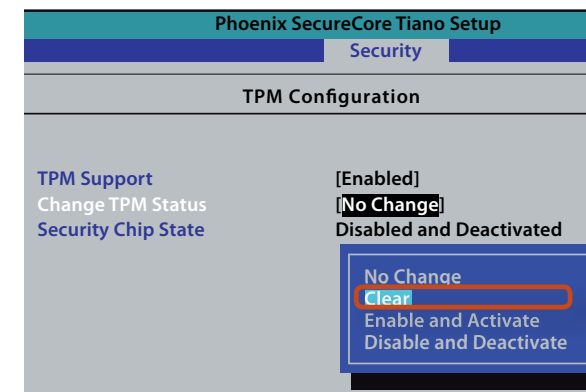 Phoenix SecureCore Tiano Setup
Security
TPM Configuration
TPM Support [Enabled]
Change TPM Status [No Change]
Security Chip State Disabled and Deactivated
No Change
Clear
Enable and Activate
Disable and Deactivate